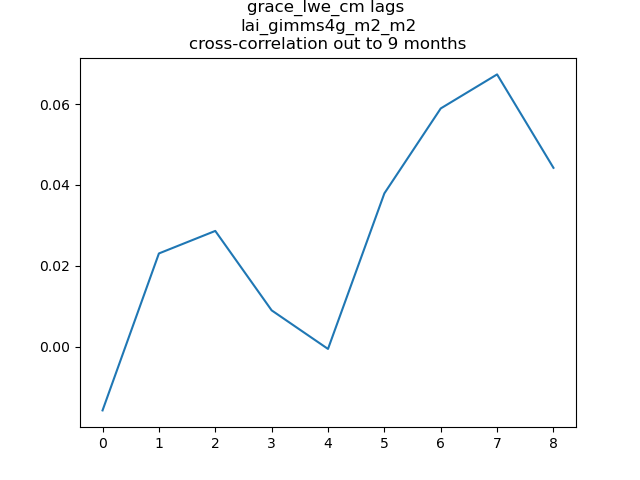 grace_lwe_cm lags
lai_gimms4g_m2_m2
cross-correlation out to 9 months
0.06
0.04
0.02
0.00
0 1 2 3 4 5 6 7 8